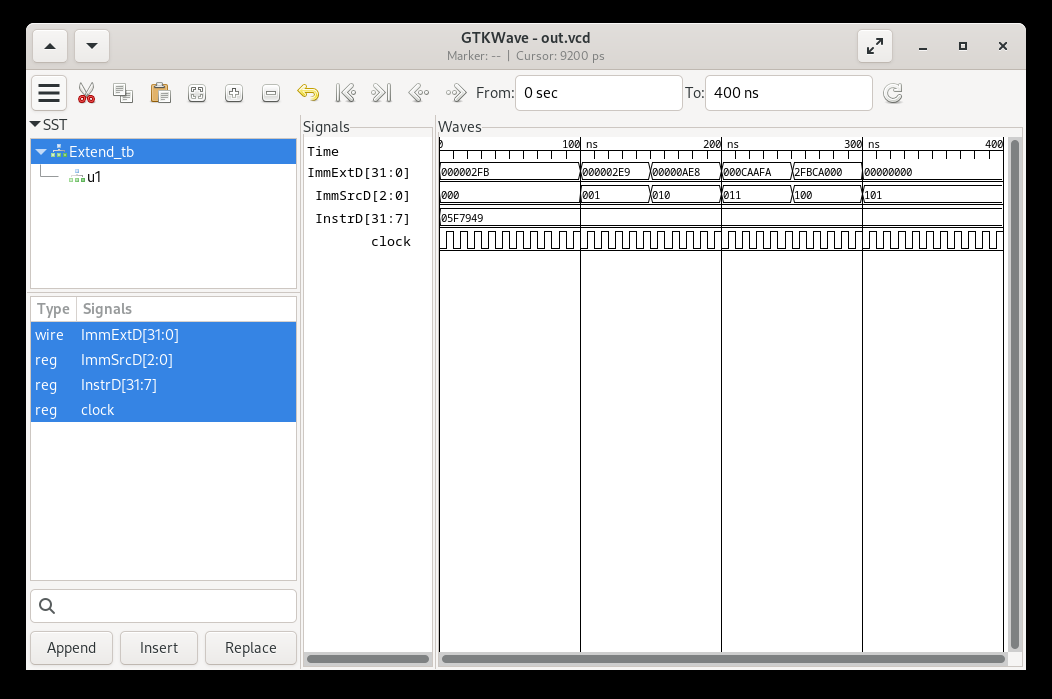 GTKWave - out.vcd
Marker: -- | Cursor: 9200 ps
From: 0 sec To: 400 ns
SST
Extend_tb
u1
Type Signals
wire ImmExtD[31:0]
reg ImmSrcD[2:0]
reg InstrD[31:7]
reg clock
Append Insert Replace
Signals
Time
ImmExtD[31:0]
ImmSrcD[2:0]
InstrD[31:7]
clock
Waves
0 100 ns 200 ns 300 ns 400
000002FB 000002E9 00000AE8 000CAAFA 2FBCA000 00000000
000 001 010 011 100 101
05F7949